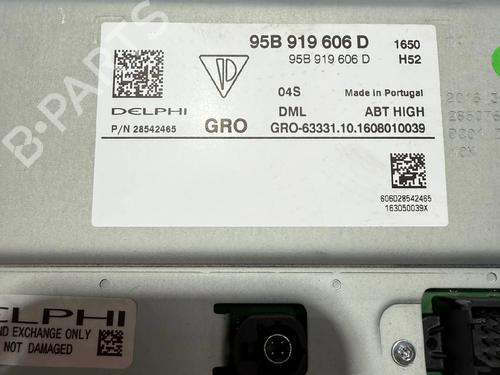 95B 919 606 D 1650
95B 919 606 D H52
04S Made in Portugal
DELPHI DML ABT HIGH
P/N 28542465 GRO GRO-63331.10.1608010039
606D28542465
163050039X
DELPHI
ND EXCHANGE ONLY
NOT DAMAGED
B-PARTS